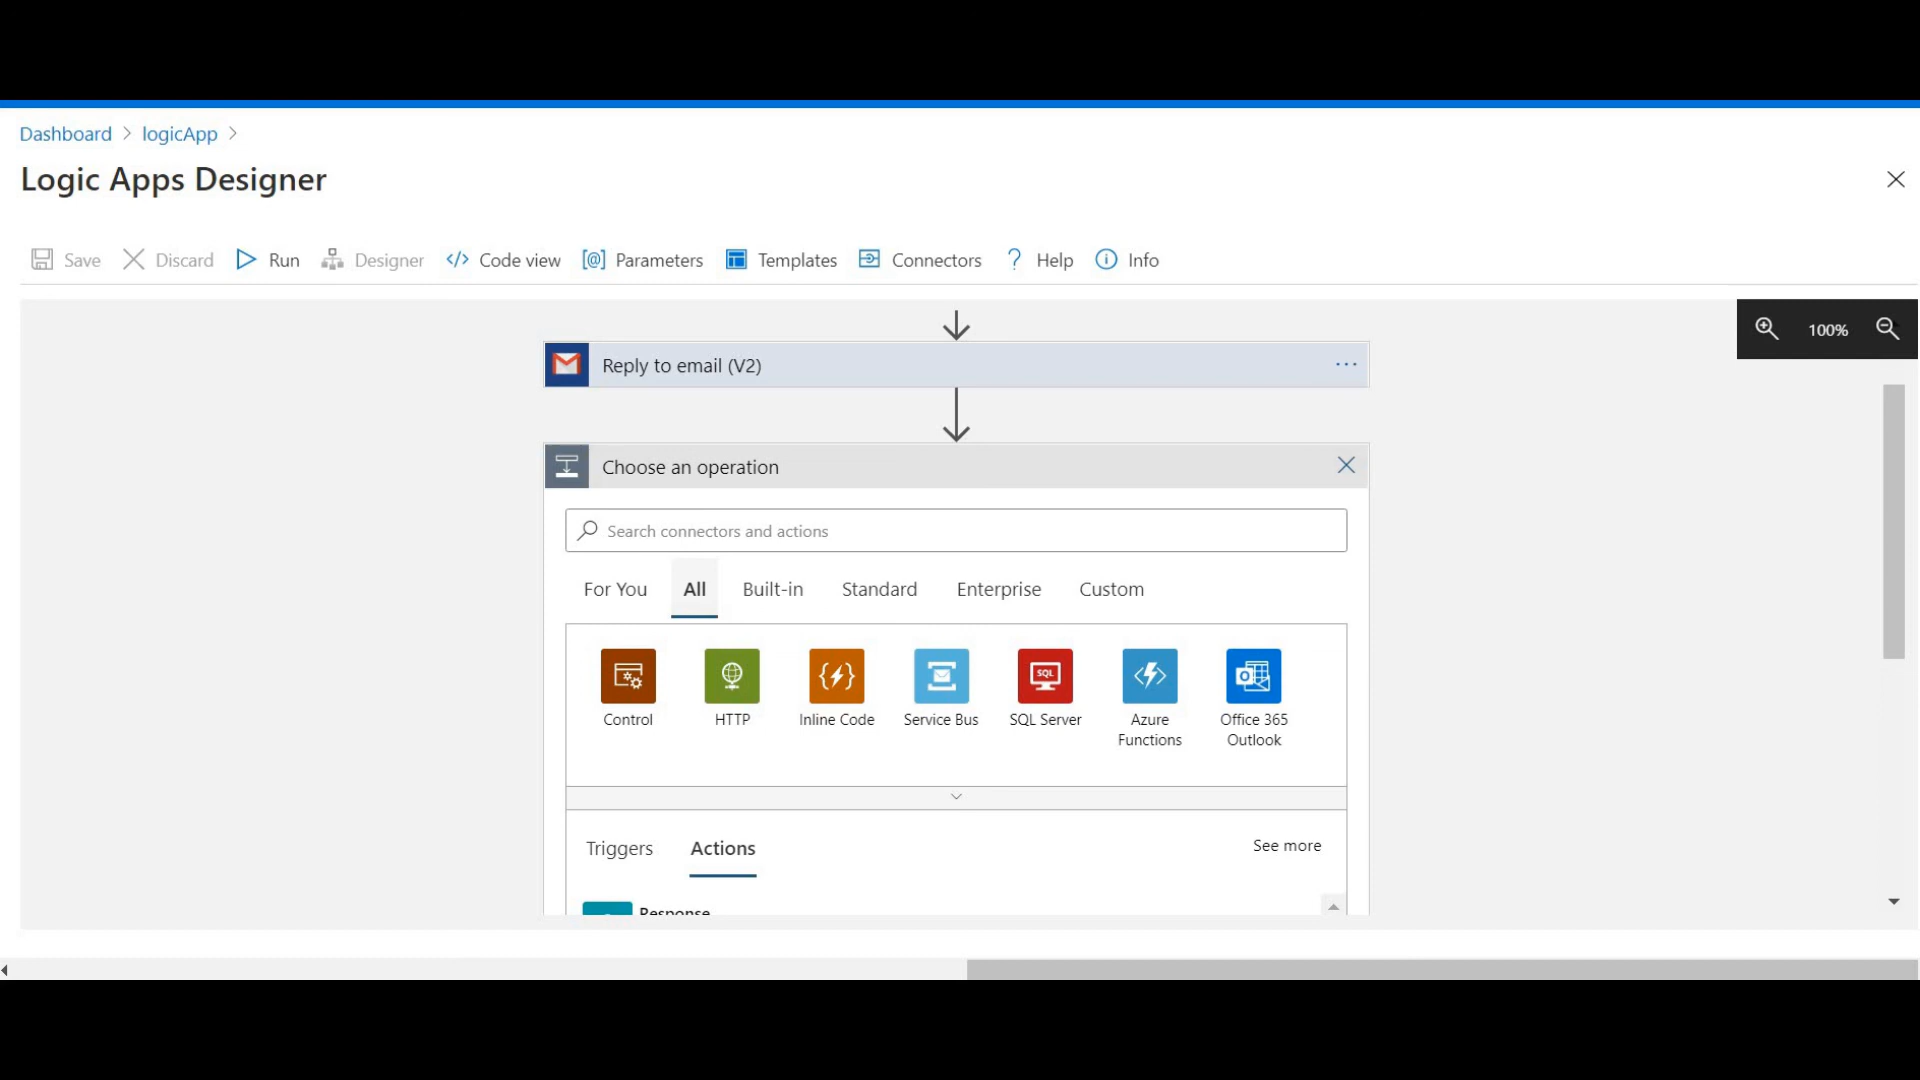 Dashboard > logicApp >
Logic Apps Designer
Save Discard Run Designer </> Code view [@] Parameters Templates Connectors ? Help Info
100%
Reply to email (V2) ...
Choose an operation
Search connectors and actions
For You All Built-in Standard Enterprise Custom
SQL
Control HTTP Inline Code Service Bus SQL Server Azure Functions Office 365 Outlook
Triggers Actions See more
Response